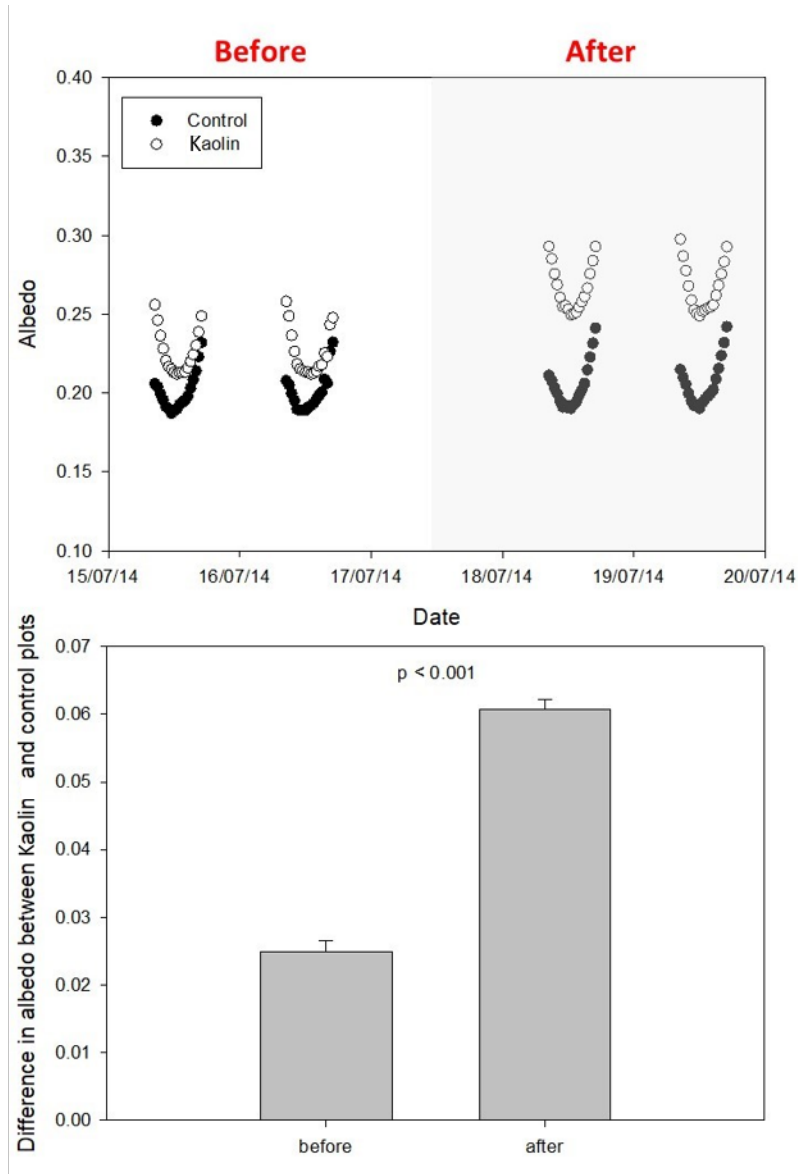 Before After
0.40
Control
Kaolin
0.35
0.30
0.25
0.20
0.15
0.10
Albedo
15/07/14 16/07/14 17/07/14 18/07/14 19/07/14 20/07/14
Date
0.07
p < 0.001
0.06
0.05
0.04
0.03
0.02
0.01
0.00
Difference in albedo between Kaolin and control plots
before after